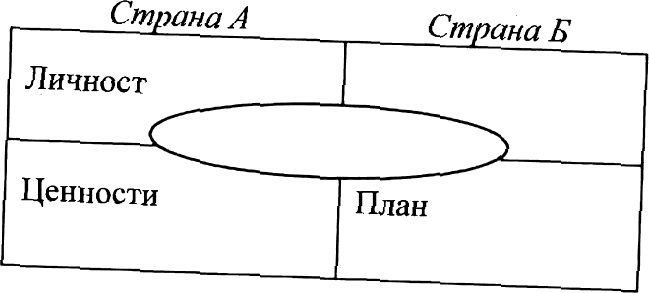 Страна А Страна Б
Личност
Ценности План